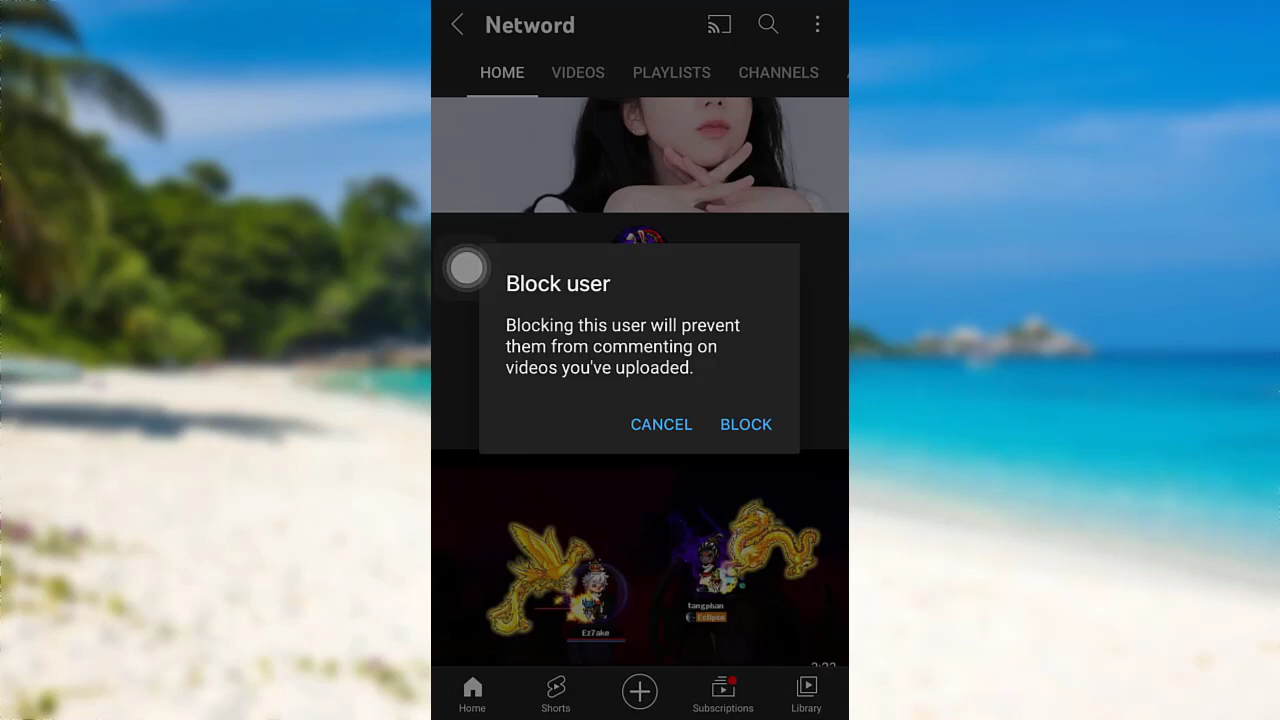 Netword
HOME VIDEOS PLAYLISTS CHANNELS
Block user
Blocking this user will prevent
them from commenting on
videos you've uploaded.
CANCEL BLOCK
tangphan
Eclipse
Ez7ake
Home Shorts Subscriptions Library